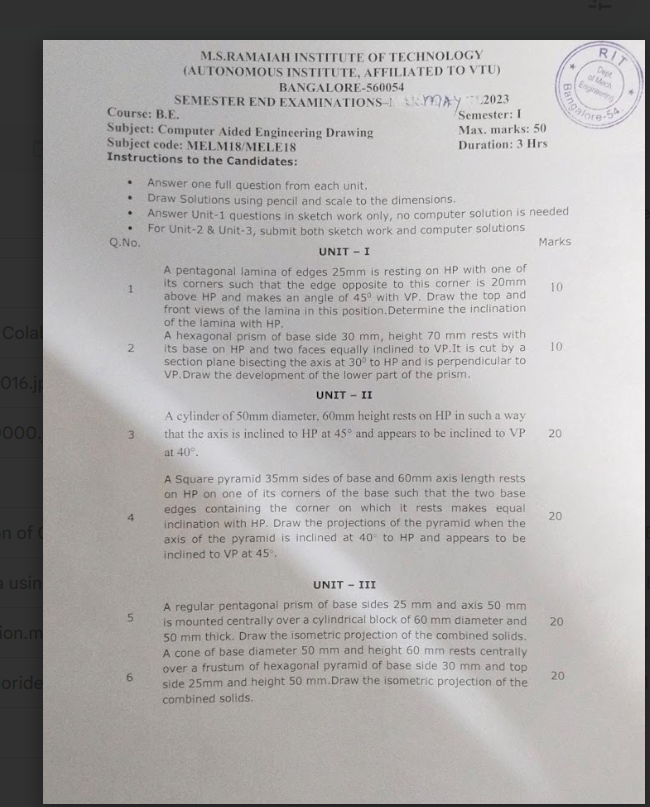 M.S.RAMAIAH INSTITUTE OF TECHNOLOGY
(AUTONOMOUS INSTITUTE, AFFILIATED TO VTU)
BANGALORE-560054
SEMESTER END EXAMINATIONS- MAY 2023
RIT
Dept.
of Mech.
Engineering
Bangalore-54.
Course: B.E.
Semester: I
Subject: Computer Aided Engineering Drawing
Max. marks: 50
Subject code: MELM18/MELE18
Duration: 3 Hrs
Instructions to the Candidates:
• Answer one full question from each unit.
• Draw Solutions using pencil and scale to the dimensions.
• Answer Unit-1 questions in sketch work only, no computer solution is needed
• For Unit-2 & Unit-3, submit both sketch work and computer solutions
Q.No.
Marks
UNIT – I
A pentagonal lamina of edges 25mm is resting on HP with one of
1 its corners such that the edge opposite to this corner is 20mm 10
above HP and makes an angle of 45⁰ with VP. Draw the top and
front views of the lamina in this position.Determine the inclination
of the lamina with HP.
A hexagonal prism of base side 30 mm, height 70 mm rests with
2 its base on HP and two faces equally inclined to VP.It is cut by a 10
section plane bisecting the axis at 30⁰ to HP and is perpendicular to
VP.Draw the development of the lower part of the prism.
UNIT – II
A cylinder of 50mm diameter, 60mm height rests on HP in such a way
3 that the axis is inclined to HP at 45° and appears to be inclined to VP 20
at 40°.
A Square pyramid 35mm sides of base and 60mm axis length rests
on HP on one of its corners of the base such that the two base
4 edges containing the corner on which it rests makes equal 20
inclination with HP. Draw the projections of the pyramid when the
axis of the pyramid is inclined at 40° to HP and appears to be
inclined to VP at 45°.
UNIT – III
A regular pentagonal prism of base sides 25 mm and axis 50 mm
5 is mounted centrally over a cylindrical block of 60 mm diameter and 20
50 mm thick. Draw the isometric projection of the combined solids.
A cone of base diameter 50 mm and height 60 mm rests centrally
over a frustum of hexagonal pyramid of base side 30 mm and top
6 side 25mm and height 50 mm.Draw the isometric projection of the 20
combined solids.
Colal
016.jp
0000.
n of
using
ion.m
oride